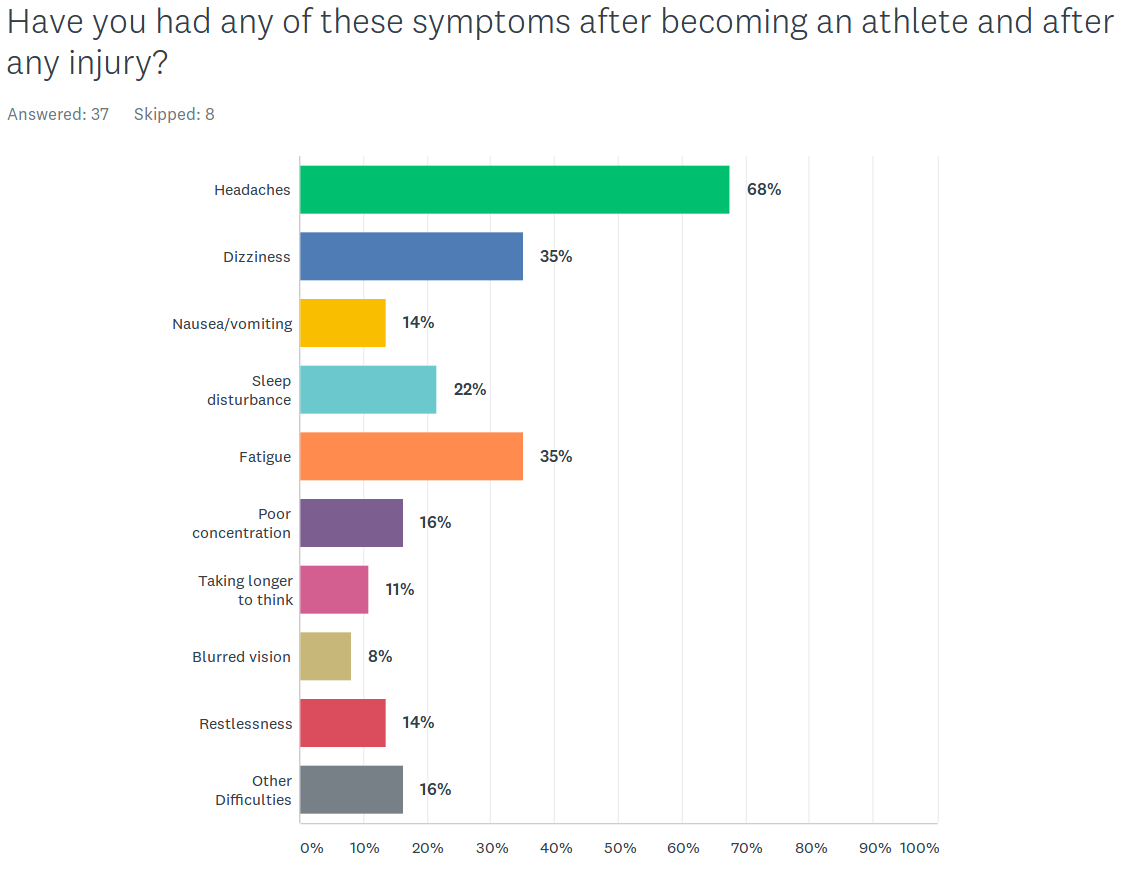 Have you had any of these symptoms after becoming an athlete and after
any injury?
Answered: 37 Skipped: 8
Headaches 68%
Dizziness 35%
Nausea/vomiting 14%
Sleep
disturbance 22%
Fatigue 35%
Poor
concentration 16%
Taking longer
to think 11%
Blurred vision 8%
Restlessness 14%
Other
Difficulties 16%
0% 10% 20% 30% 40% 50% 60% 70% 80% 90% 100%